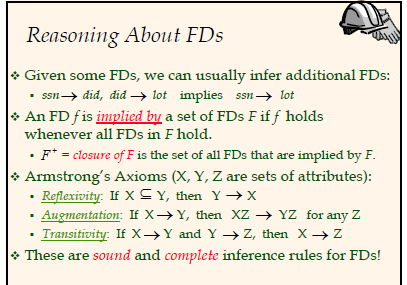 Reasoning About FDs
❖ Given some FDs, we can usually infer additional FDs:
▪ ssn → did, did → lot implies ssn → lot
❖ An FD f is implied by a set of FDs F if f holds
whenever all FDs in F hold.
▪ F⁺ = closure of F is the set of all FDs that are implied by F.
❖ Armstrong's Axioms (X, Y, Z are sets of attributes):
▪ Reflexivity: If X ⊆ Y, then Y → X
▪ Augmentation: If X → Y, then XZ → YZ for any Z
▪ Transitivity: If X → Y and Y → Z, then X → Z
❖ These are sound and complete inference rules for FDs!